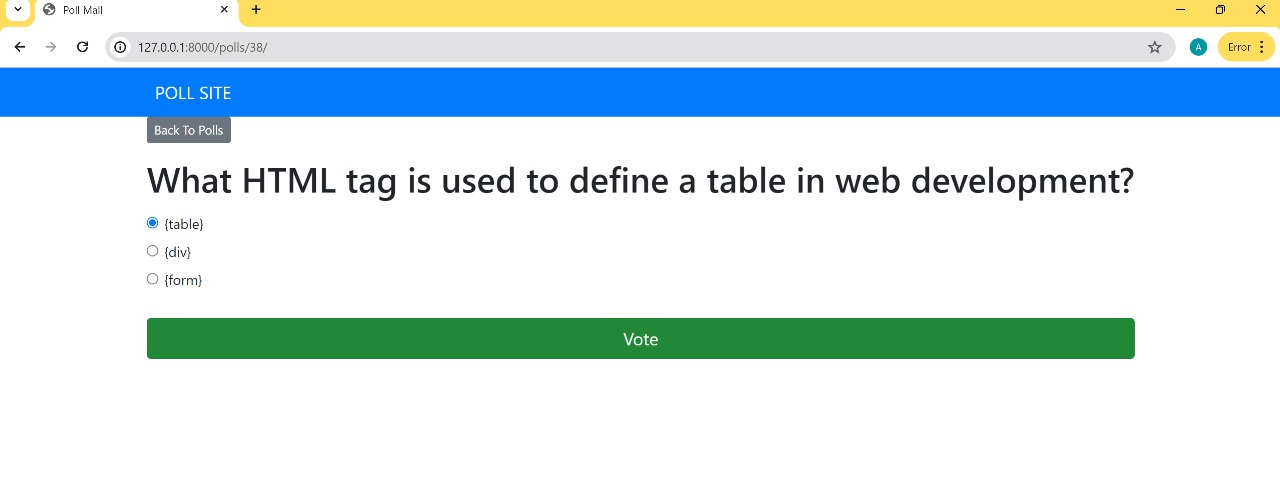 Poll Mall
127.0.0.1:8000/polls/38/
A
Error
POLL SITE
Back To Polls
What HTML tag is used to define a table in web development?
{table}
{div}
{form}
Vote